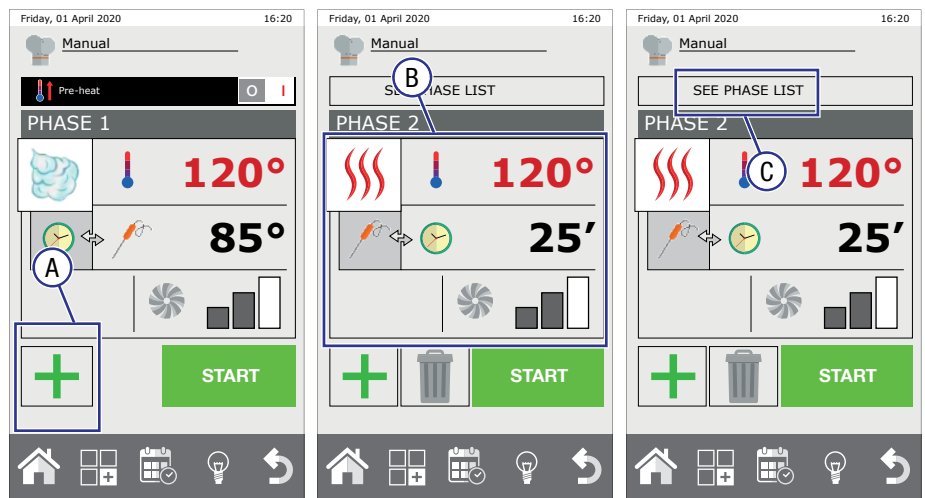 Friday, 01 April 2020 16:20
Manual
Pre-heat O I
PHASE 1
120°
85°
A
START
Friday, 01 April 2020 16:20
Manual
B
PHASE LIST
PHASE 2
120°
25′
START
Friday, 01 April 2020 16:20
Manual
SEE PHASE LIST
PHASE 2
C
120°
25′
START